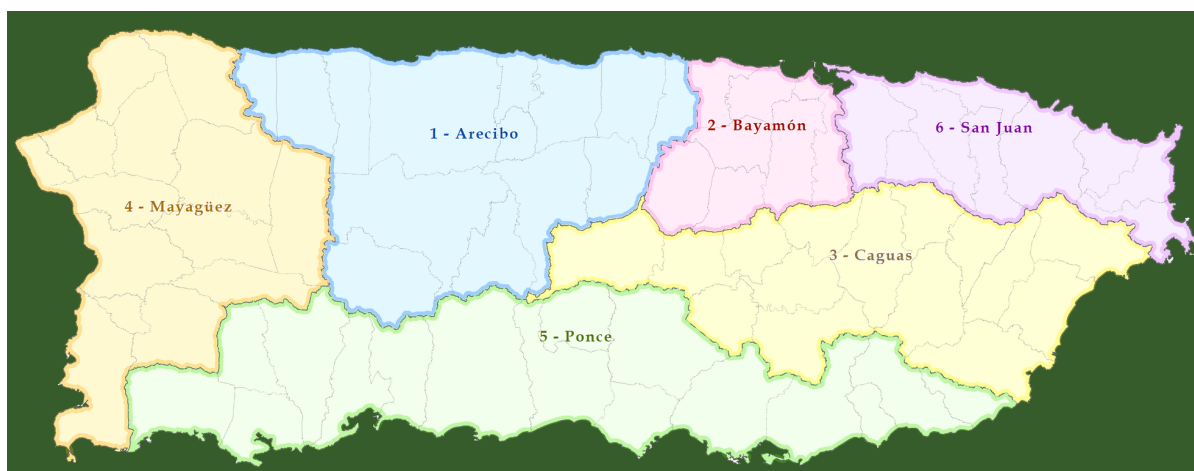 1 - Arecibo
2 - Bayamón
6 - San Juan
4 - Mayagüez
3 - Caguas
5 - Ponce